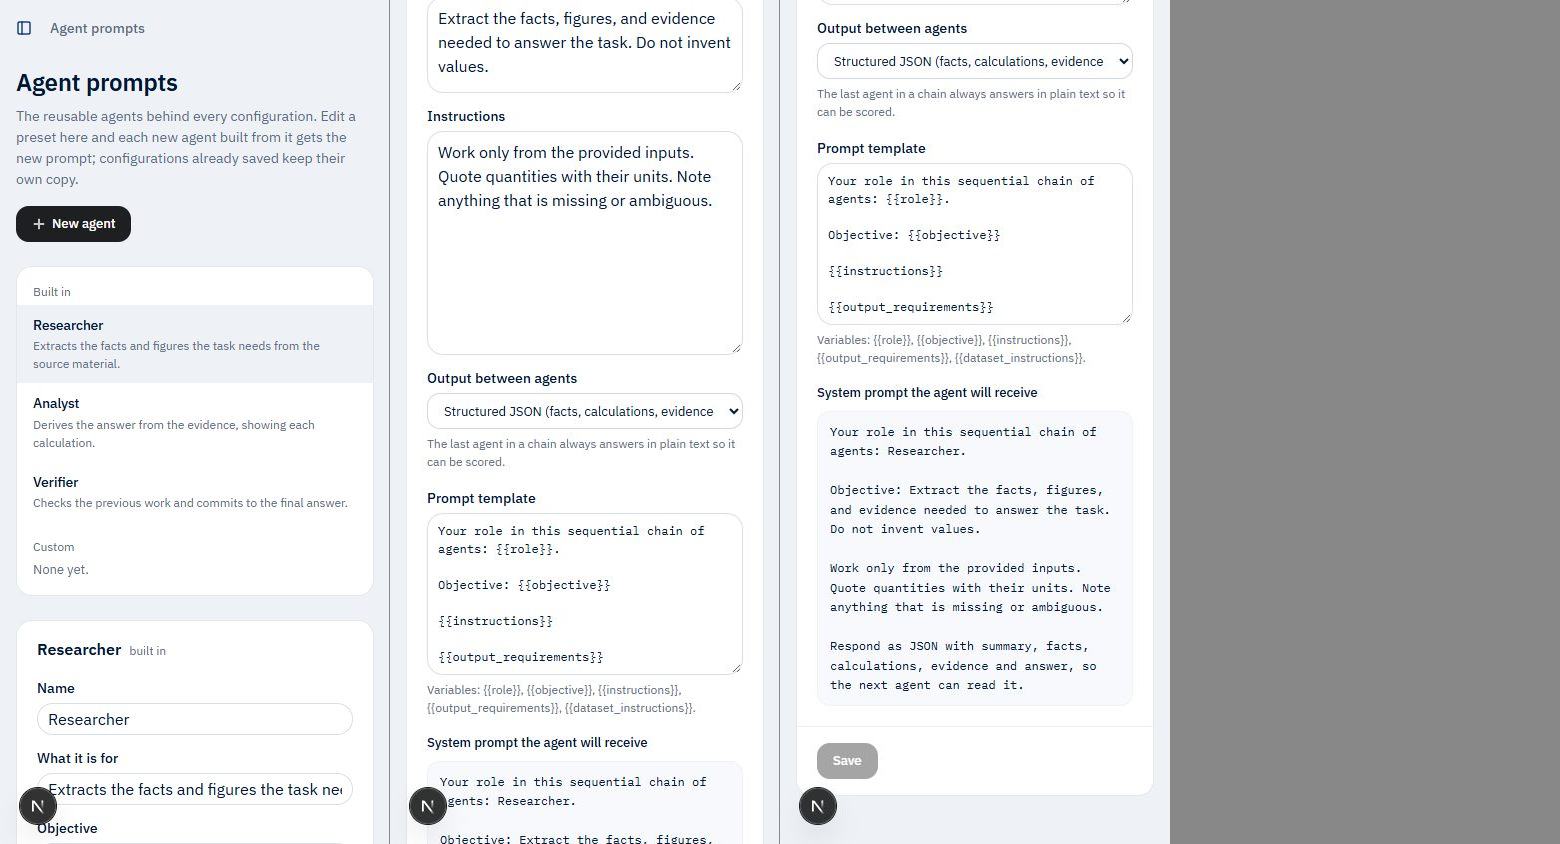 Agent prompts
Agent prompts
The reusable agents behind every configuration. Edit a
preset here and each new agent built from it gets the
new prompt; configurations already saved keep their
own copy.
+ New agent
Built in
Researcher
Extracts the facts and figures the task needs from the
source material.
Analyst
Derives the answer from the evidence, showing each
calculation.
Verifier
Checks the previous work and commits to the final answer.
Custom
None yet.
Researcher built in
Name
Researcher
What it is for
Extracts the facts and figures the task
N
Objective
Extract the facts, figures, and evidence
needed to answer the task. Do not invent
values.
Instructions
Work only from the provided inputs.
Quote quantities with their units. Note
anything that is missing or ambiguous.
Output between agents
Structured JSON (facts, calculations, evidence
The last agent in a chain always answers in plain text so it
can be scored.
Prompt template
Your role in this sequential chain of
agents: {{role}}.
Objective: {{objective}}
{{instructions}}
{{output_requirements}}
Variables: {{role}}, {{objective}}, {{instructions}},
{{output_requirements}}, {{dataset_instructions}}.
System prompt the agent will receive
Your role in this sequential chain of
agents: Researcher.
N
Objective: Extract the facts, figures,
Output between agents
Structured JSON (facts, calculations, evidence
The last agent in a chain always answers in plain text so it
can be scored.
Prompt template
Your role in this sequential chain of
agents: {{role}}.
Objective: {{objective}}
{{instructions}}
{{output_requirements}}
Variables: {{role}}, {{objective}}, {{instructions}},
{{output_requirements}}, {{dataset_instructions}}.
System prompt the agent will receive
Your role in this sequential chain of
agents: Researcher.
Objective: Extract the facts, figures,
and evidence needed to answer the task.
Do not invent values.
Work only from the provided inputs.
Quote quantities with their units. Note
anything that is missing or ambiguous.
Respond as JSON with summary, facts,
calculations, evidence and answer, so
the next agent can read it.
Save
N